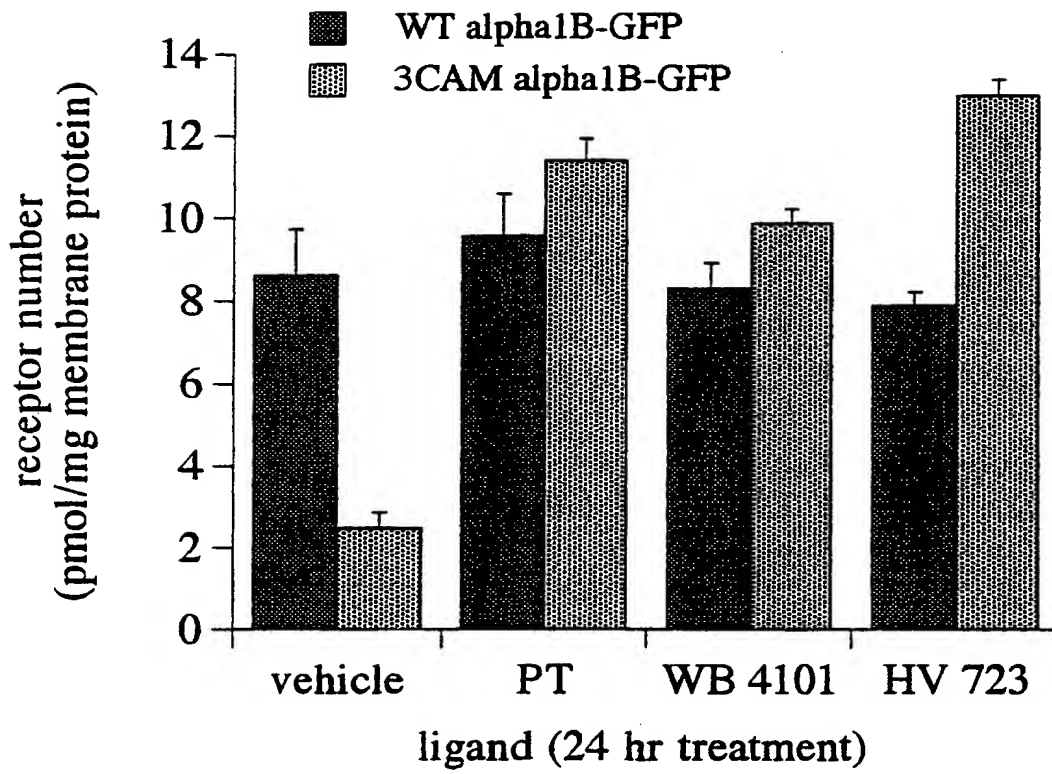 WT alpha1B-GFP
3CAM alpha1B-GFP
receptor number
(pmol/mg membrane protein)
14
12
10
8
6
4
2
0
vehicle PT WB 4101 HV 723
ligand (24 hr treatment)